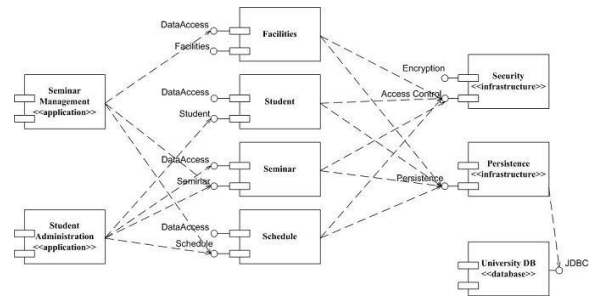 DataAccess
Facilities
Facilities
Encryption
Security
<<infrastructure>>
Access Control
Seminar
Management
<<application>>
DataAccess
Student
Student
DataAccess
Seminar
Seminar
Persistence
Persistence
<<infrastructure>>
Student
Administration
<<application>>
DataAccess
Schedule
Schedule
University DB
<<database>>
JDBC